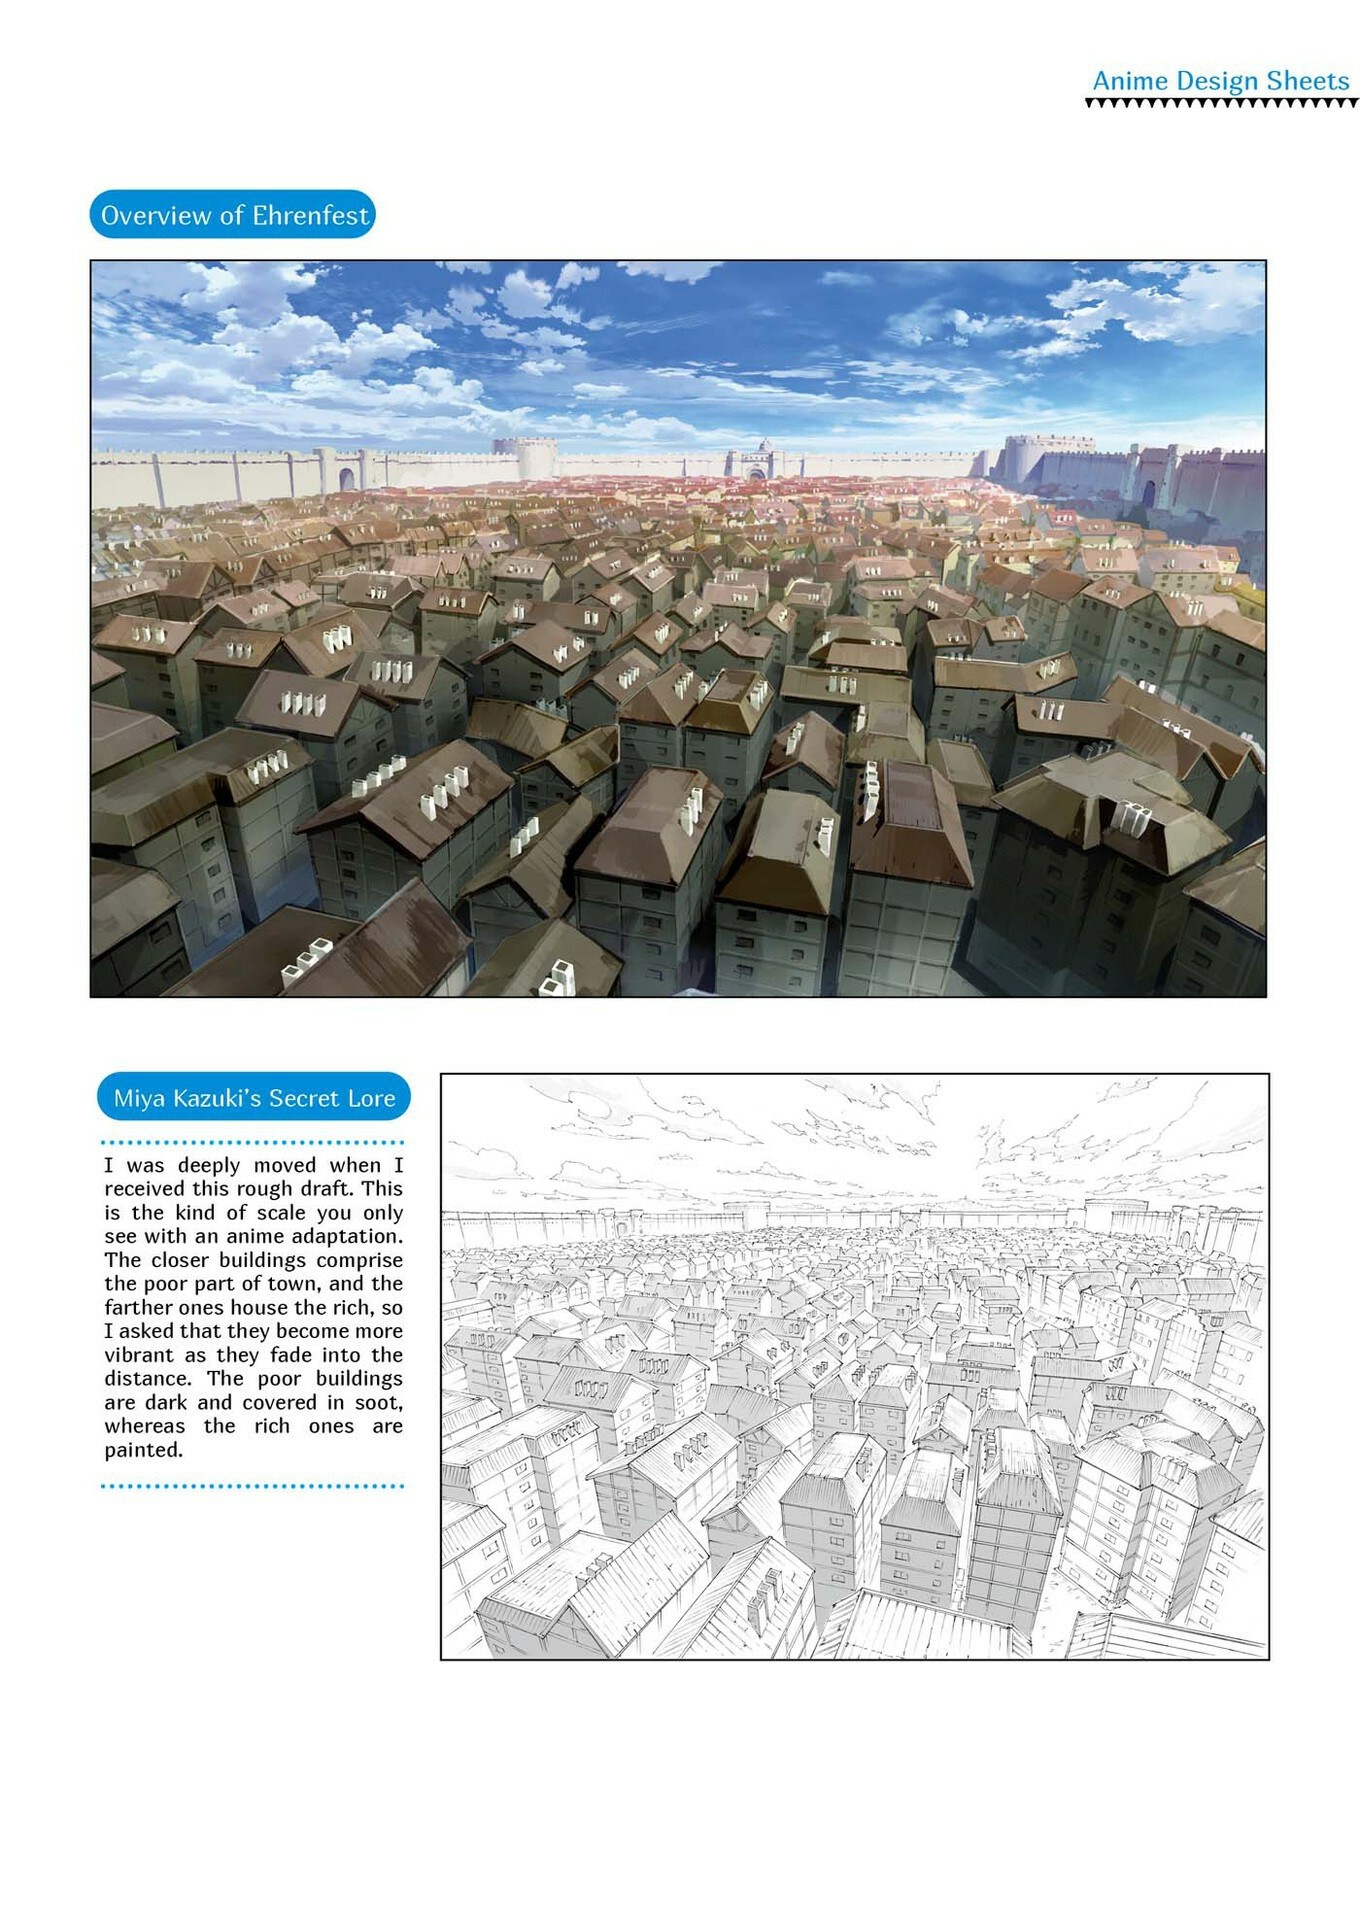 Anime Design Sheets
Overview of Ehrenfest
Miya Kazuki's Secret Lore
I was deeply moved when I
received this rough draft. This
is the kind of scale you only
see with an anime adaptation.
The closer buildings comprise
the poor part of town, and the
farther ones house the rich, so
I asked that they become more
vibrant as they fade into the
distance. The poor buildings
are dark and covered in soot,
whereas the rich ones are
painted.